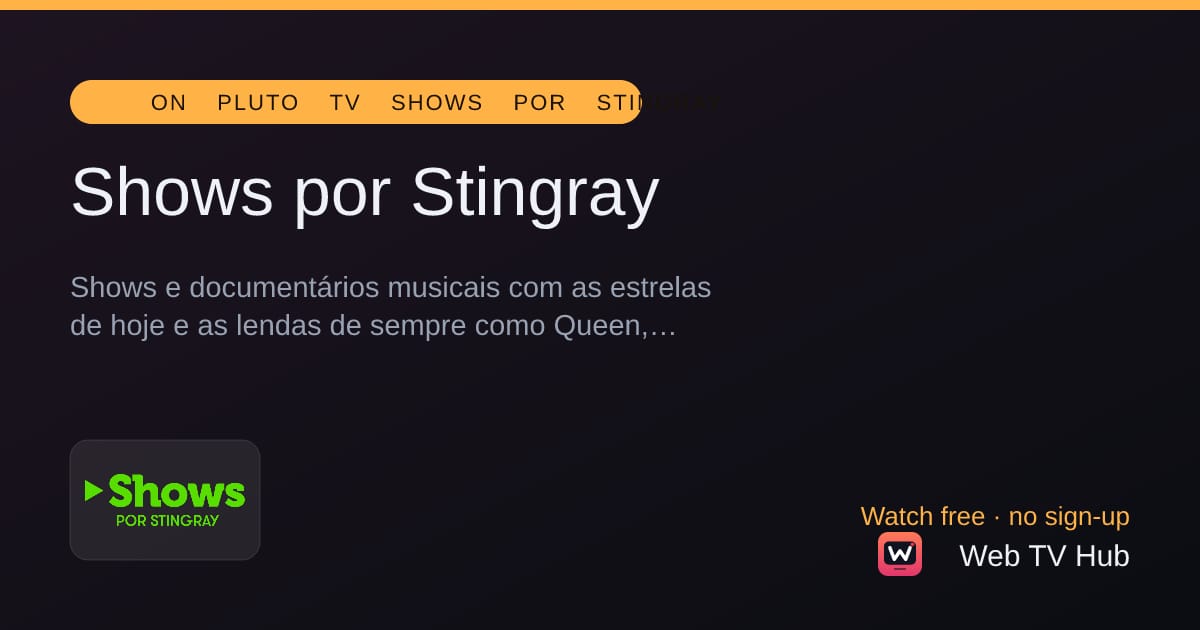 ON PLUTO TV SHOWS POR STINGRAY
Shows por Stingray
Shows e documentários musicais com as estrelas
de hoje e as lendas de sempre como Queen,…
Shows
POR STINGRAY
Watch free · no sign-up
W
Web TV Hub